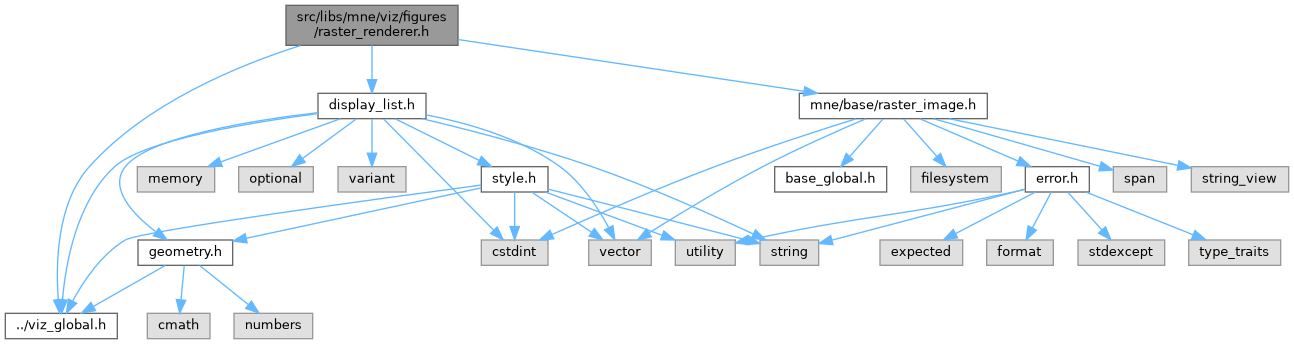 src/libs/mne/viz/figures
/raster_renderer.h
display_list.h
mne/base/raster_image.h
memory
optional
variant
style.h
base_global.h
filesystem
error.h
span
string_view
geometry.h
cstdint
vector
utility
string
expected
format
stdexcept
type_traits
../viz_global.h
cmath
numbers